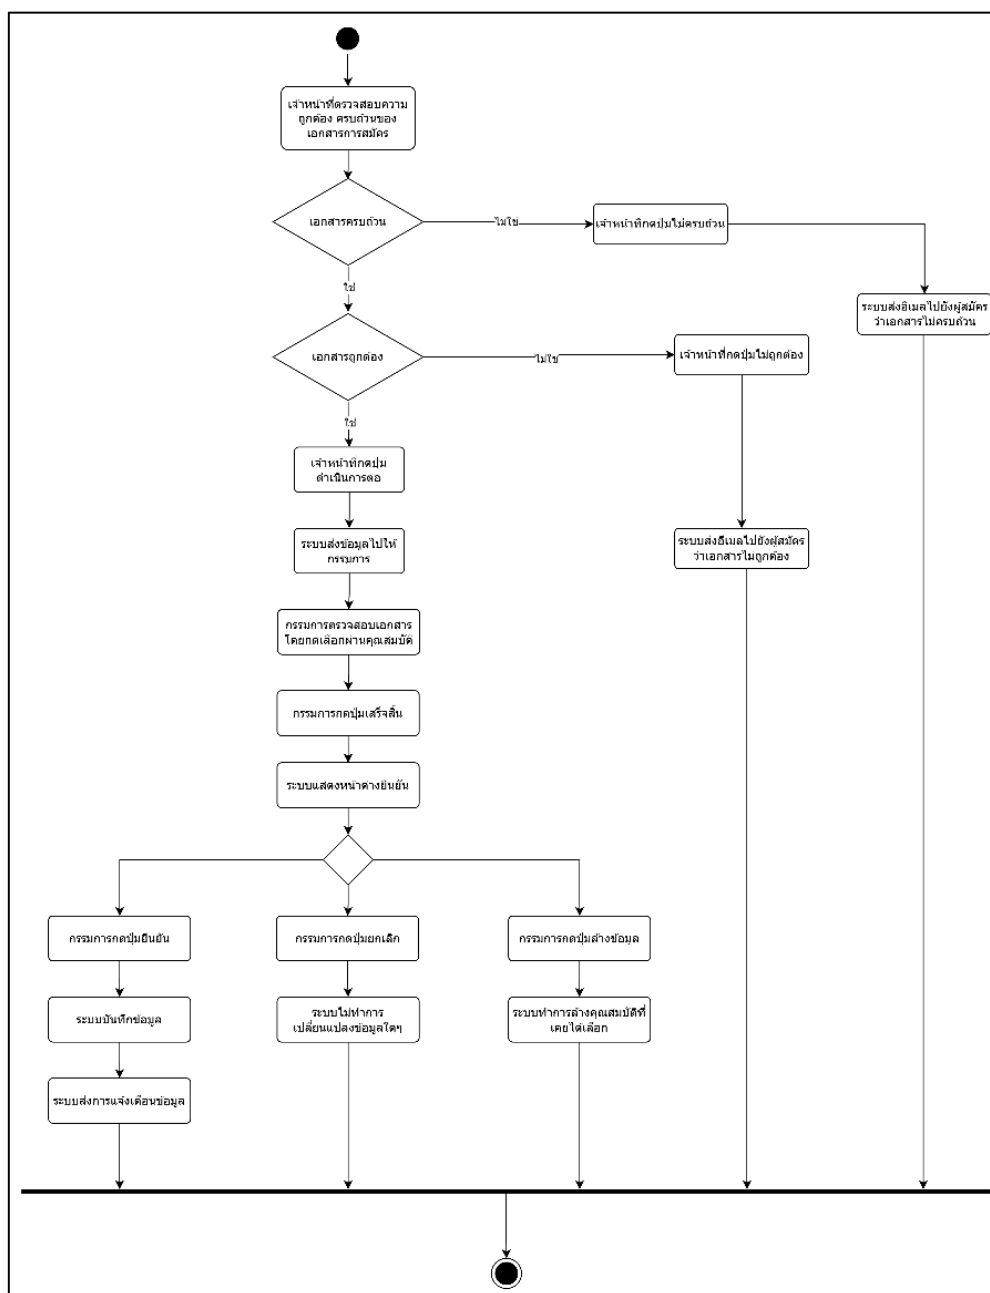 เจ้าหน้าที่ตรวจสอบความ
ถูกต้อง ครบถ้วนของ
เอกสารการสมัคร
เอกสารครบถ้วน
ไม่ใช่
เจ้าหน้าที่กดปุ่มไม่ครบถ้วน
ใช่
ระบบส่งอีเมลไปยังผู้สมัคร
ว่าเอกสารไม่ครบถ้วน
เอกสารถูกต้อง
ไม่ใช่
เจ้าหน้าที่กดปุ่มไม่ถูกต้อง
ใช่
เจ้าหน้าที่กดปุ่ม
ดำเนินการต่อ
ระบบส่งข้อมูลไปให้
กรรมการ
ระบบส่งอีเมลไปยังผู้สมัคร
ว่าเอกสารไม่ถูกต้อง
กรรมการตรวจสอบเอกสาร
โดยกดเลือกผ่านคุณสมบัติ
กรรมการกดปุ่มเสร็จสิ้น
ระบบแสดงหน้าต่างยืนยัน
กรรมการกดปุ่มยืนยัน
กรรมการกดปุ่มยกเลิก
กรรมการกดปุ่มล้างข้อมูล
ระบบบันทึกข้อมูล
ระบบไม่ทำการ
เปลี่ยนแปลงข้อมูลใดๆ
ระบบทำการล้างคุณสมบัติที่
เคยได้เลือก
ระบบส่งการแจ้งเตือนข้อมูล